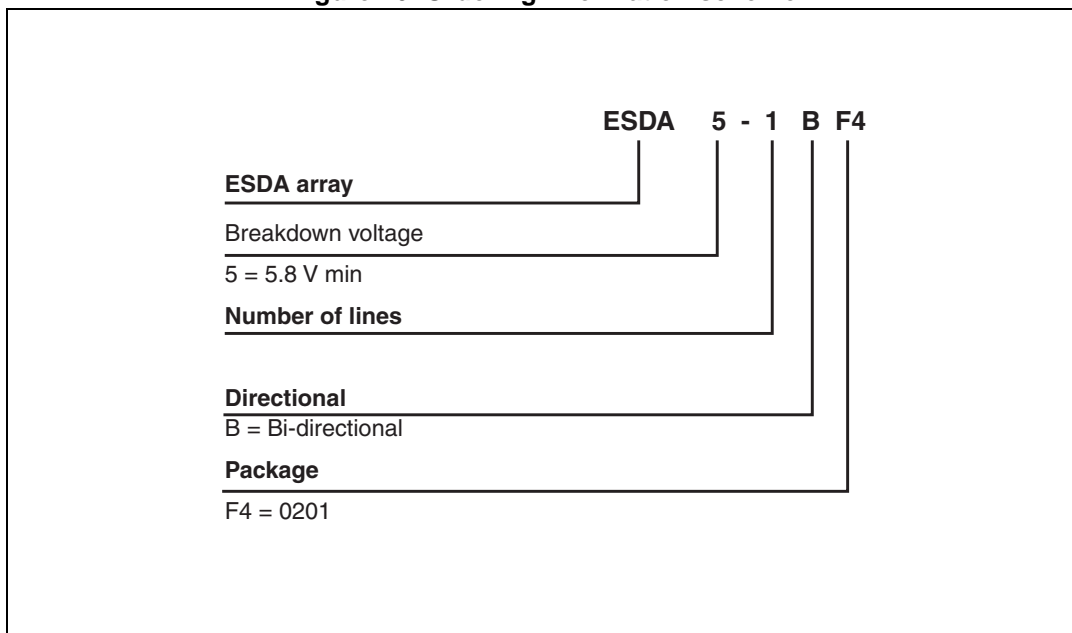 ESDA 5 - 1 B F4
ESDA array
Breakdown voltage
5 = 5.8 V min
Number of lines
Directional
B = Bi-directional
Package
F4 = 0201